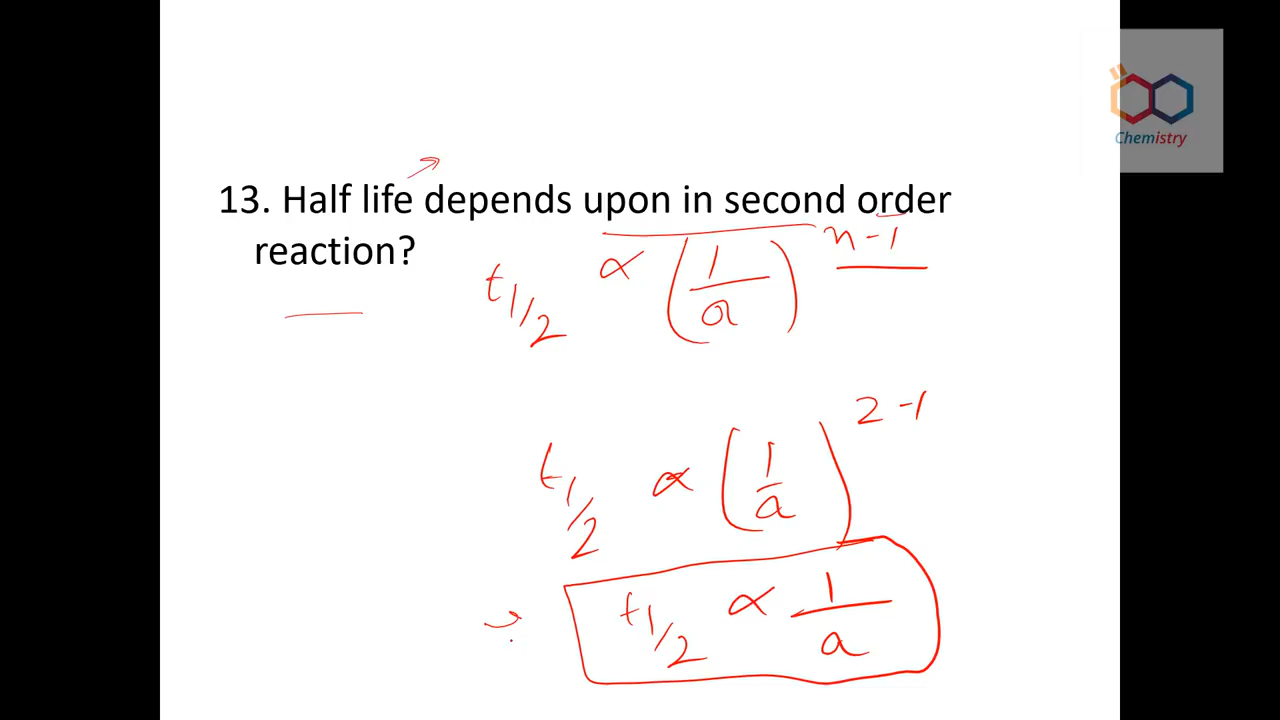 Chemistry
13. Half life depends upon in second order
reaction?
t1/2 ∝ (1/a)^n-1
t1/2 ∝ (1/a)^2-1
t1/2 ∝ 1/a